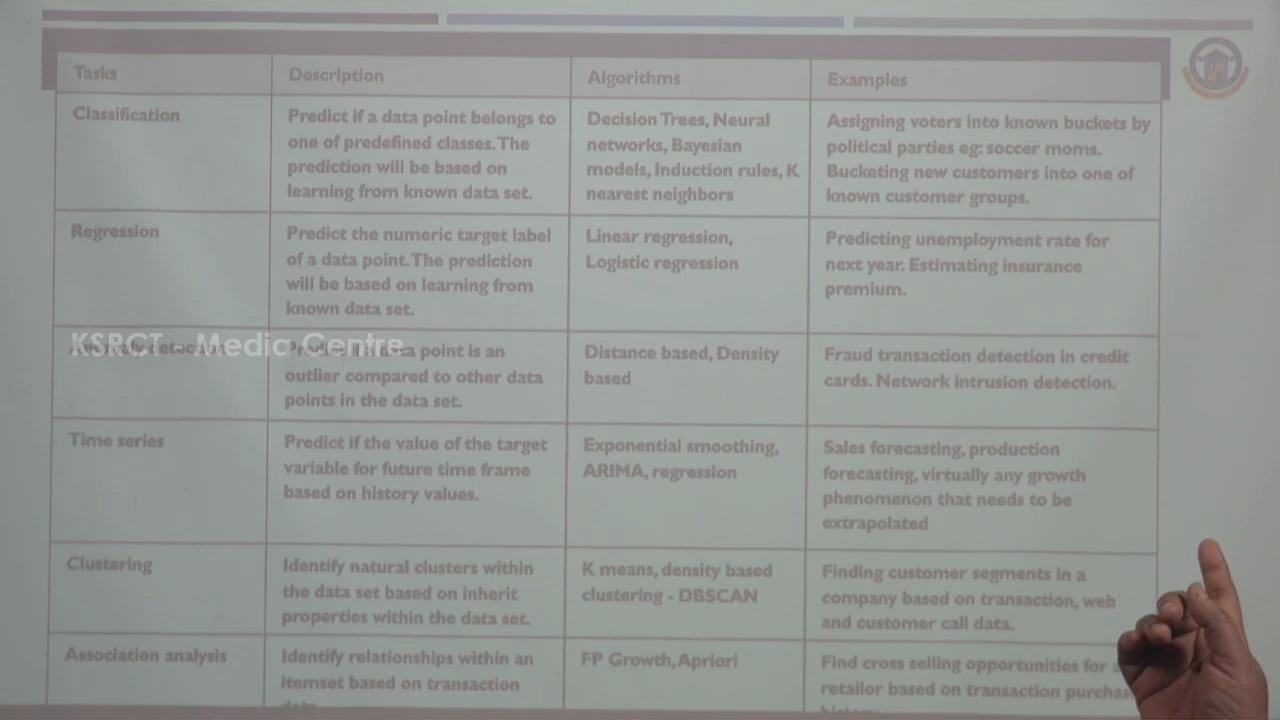 Tasks
Description
Algorithms
Examples
Classification
Predict if a data point belongs to
one of predefined classes. The
prediction will be based on
learning from known data set.
Decision Trees, Neural
networks, Bayesian
models, Induction rules, K
nearest neighbors
Assigning voters into known buckets by
political parties eg: soccer moms.
Bucketing new customers into one of
known customer groups.
Regression
Predict the numeric target label
of a data point. The prediction
will be based on learning from
known data set.
Linear regression,
Logistic regression
Predicting unemployment rate for
next year. Estimating insurance
premium.
KSRCT - Media Centre
point is an
outlier compared to other data
points in the data set.
Distance based, Density
based
Fraud transaction detection in credit
cards. Network intrusion detection.
Time series
Predict if the value of the target
variable for future time frame
based on history values.
Exponential smoothing,
ARIMA, regression
Sales forecasting, production
forecasting, virtually any growth
phenomenon that needs to be
extrapolated
Clustering
Identify natural clusters within
the data set based on inherit
properties within the data set.
K means, density based
clustering - DBSCAN
Finding customer segments in a
company based on transaction, web
and customer call data.
Association analysis
Identify relationships within an
itemset based on transaction
FP Growth, Apriori
Find cross selling opportunities for
retailor based on transaction